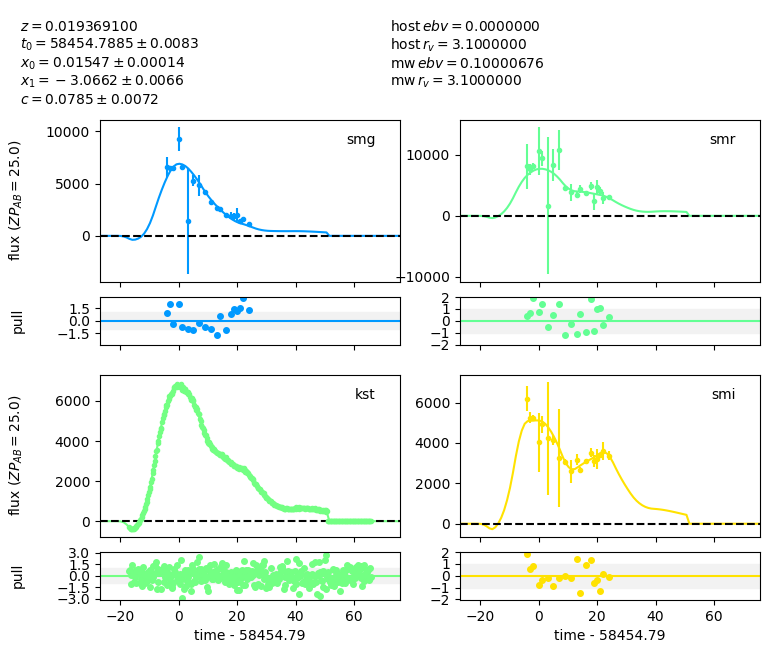 z = 0.019369100
t0 = 58454.7885 ± 0.0083
x0 = 0.01547 ± 0.00014
x1 = −3.0662 ± 0.0066
c = 0.0785 ± 0.0072
host ebv = 0.0000000
host rv = 3.1000000
mw ebv = 0.10000676
mw rv = 3.1000000
smg
10000
5000
0
flux (ZPAB = 25.0)
smr
10000
0
−10000
1.5
0.0
−1.5
pull
2
1
0
−1
−2
kst
6000
4000
2000
0
flux (ZPAB = 25.0)
smi
6000
4000
2000
0
3.0
1.5
0.0
−1.5
−3.0
pull
−20 0 20 40 60
time - 58454.79
2
1
0
−1
−2
−20 0 20 40 60
time - 58454.79